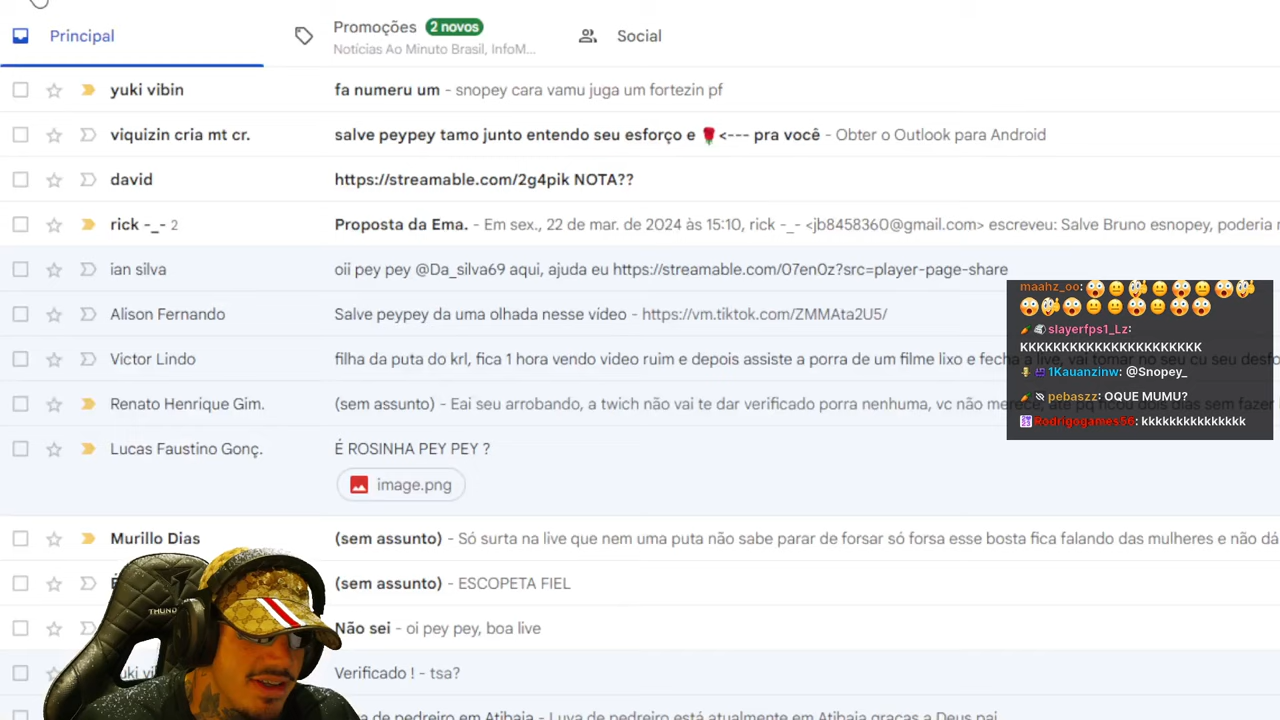 Principal
Promoções 2 novos
Notícias Ao Minuto Brasil, InfoM...
Social
yuki vibin fa numeru um - snopey cara vamu juga um fortezin pf
viquizin cria mt cr. salve peypey tamo junto entendo seu esforço e 🌹<--- pra você - Obter o Outlook para Android
david https://streamable.com/2g4pik NOTA??
rick -_- 2 Proposta da Ema. - Em sex., 22 de mar. de 2024 às 15:10, rick -_- <jb8458360@gmail.com> escreveu: Salve Bruno esnopey, poderia
ian silva oii pey pey @Da_silva69 aqui, ajuda eu https://streamable.com/07en0z?src=player-page-share
Alison Fernando Salve peypey da uma olhada nesse vídeo - https://vm.tiktok.com/ZMMAta2U5/
Victor Lindo filha da puta do krl, fica 1 hora vendo video ruim e depois assiste a porra de um filme lixo e fecha a live, vai tomar no seu cu seu desfo
Renato Henrique Gim. (sem assunto) - Eai seu arrobando, a twich não vai te dar verificado porra nenhuma, vc não merece, até pq ficou dois dias sem fazer
Lucas Faustino Gonç. É ROSINHA PEY PEY ?
image.png
Murillo Dias (sem assunto) - Só surta na live que nem uma puta não sabe parar de forsar só forsa esse bosta fica falando das mulheres e não dá
(sem assunto) - ESCOPETA FIEL
Não sei - oi pey pey, boa live
Verificado ! - tsa?
de pedreiro em Atibaia - Luva de pedreiro está atualmente em Atibaia graças a Deus pai
maahz_oo: 😲😐🫢😐😲😐😲🫢
😲🫢😲😐😐😲😐😲😲
slayerfps1_Lz:
KKKKKKKKKKKKKKKKKKKKKK
1Kauanzinw: @Snopey_
pebaszz: OQUE MUMU?
Rodrigogames56: kkkkkkkkkkkkkkk
THUND